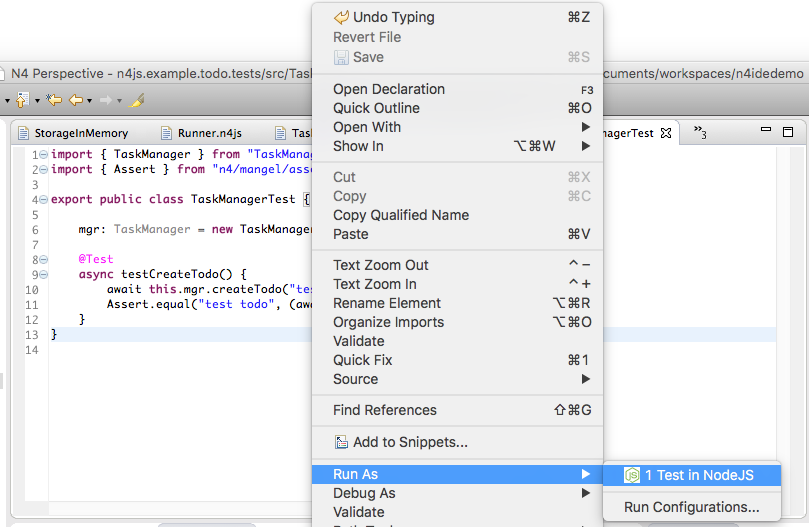 Undo Typing ⌘Z
Revert File
Save ⌘S
N4 Perspective - n4js.example.todo.tests/src/Tas
cuments/workspaces/n4idedemo
Open Declaration F3
Quick Outline ⌘O
Open With
Show In ⌥⌘W
StorageInMemory Runner.n4js Tas nagerTest »3
1 import { TaskManager } from "TaskManag
2 import { Assert } from "n4/mangel/asse
3
4 export public class TaskManagerTest {
5
6 mgr: TaskManager = new TaskManager
7
8 @Test
9 async testCreateTodo() {
10 await this.mgr.createTodo("tes
11 Assert.equal("test todo", (awa
12 }
13 }
14
Cut ⌘X
Copy ⌘C
Copy Qualified Name
Paste ⌘V
Text Zoom Out ⌃−
Text Zoom In ⌃+
Rename Element ⌥⌘R
Organize Imports ⌥⌘O
Validate
Quick Fix ⌘1
Source
Find References ⇧⌘G
Add to Snippets...
Run As
Debug As
Validate
1 Test in NodeJS
Run Configurations...